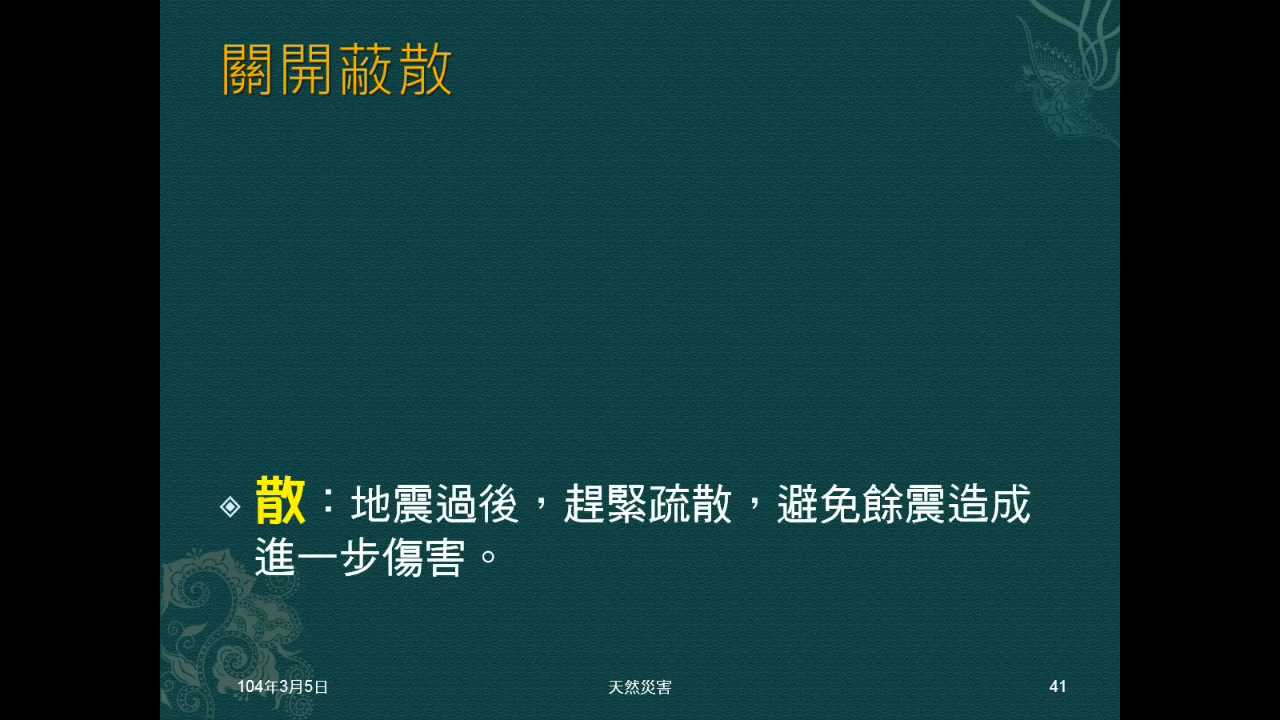 關開蔽散
散：地震過後，趕緊疏散，避免餘震造成
進一步傷害。
104年3月5日
天然災害
41